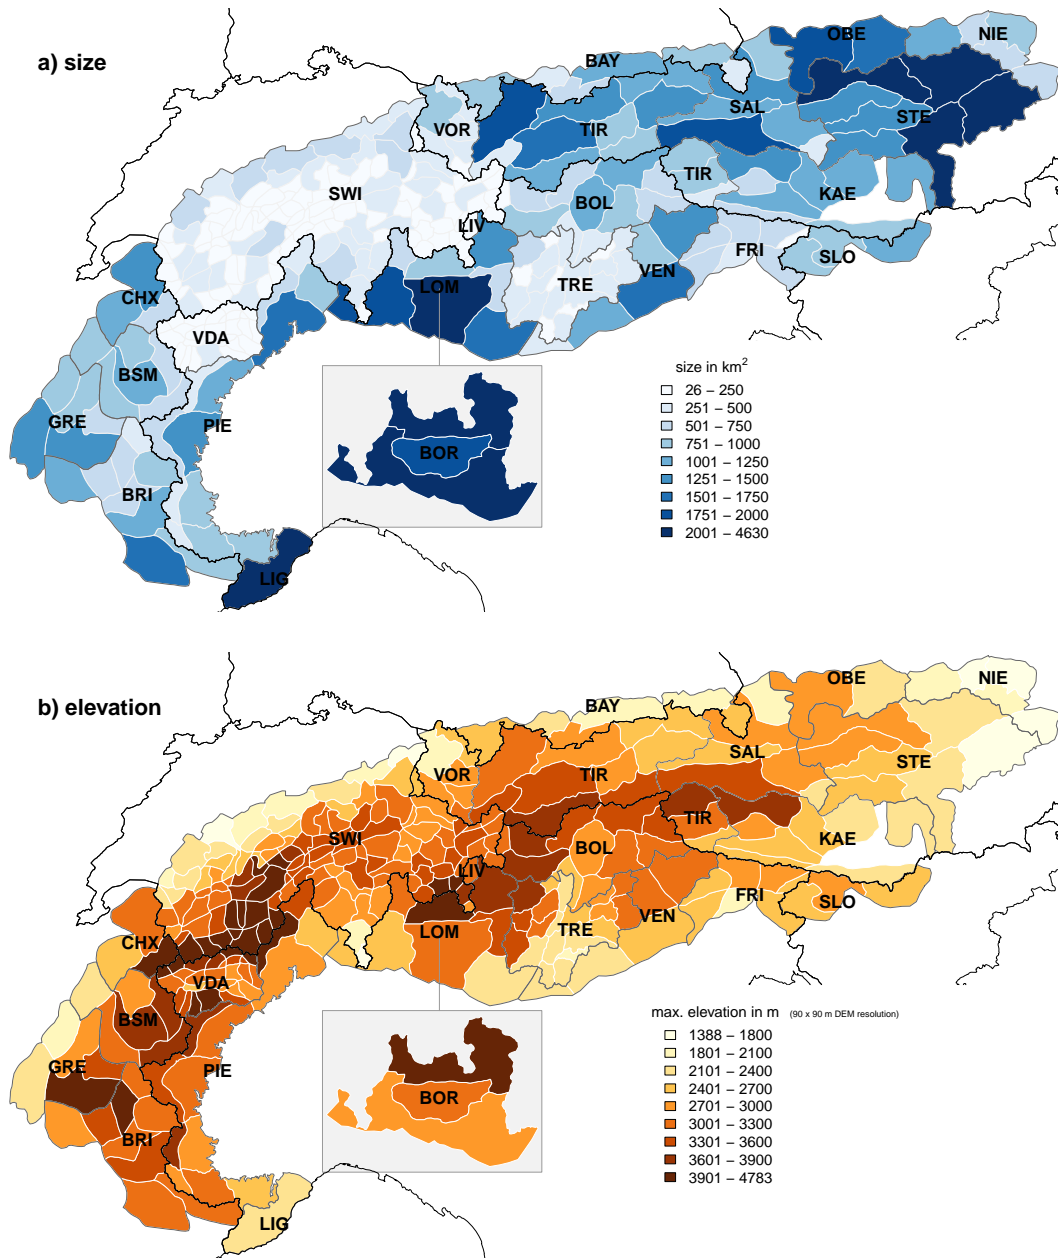 a) size
OBE
NIE
BAY
SAL
VOR
TIR
STE
TIR
SWI
BOL
KAE
LIV
FRI
SLO
VEN
LOM
TRE
CHX
VDA
BSM
GRE
PIE
BRI
BOR
LIG
size in km²
26 – 250
251 – 500
501 – 750
751 – 1000
1001 – 1250
1251 – 1500
1501 – 1750
1751 – 2000
2001 – 4630
b) elevation
OBE
NIE
BAY
SAL
VOR
TIR
STE
TIR
SWI
BOL
KAE
LIV
FRI
SLO
VEN
LOM
TRE
CHX
VDA
BSM
GRE
PIE
BRI
BOR
LIG
max. elevation in m (90 x 90 m DEM resolution)
1388 – 1800
1801 – 2100
2101 – 2400
2401 – 2700
2701 – 3000
3001 – 3300
3301 – 3600
3601 – 3900
3901 – 4783